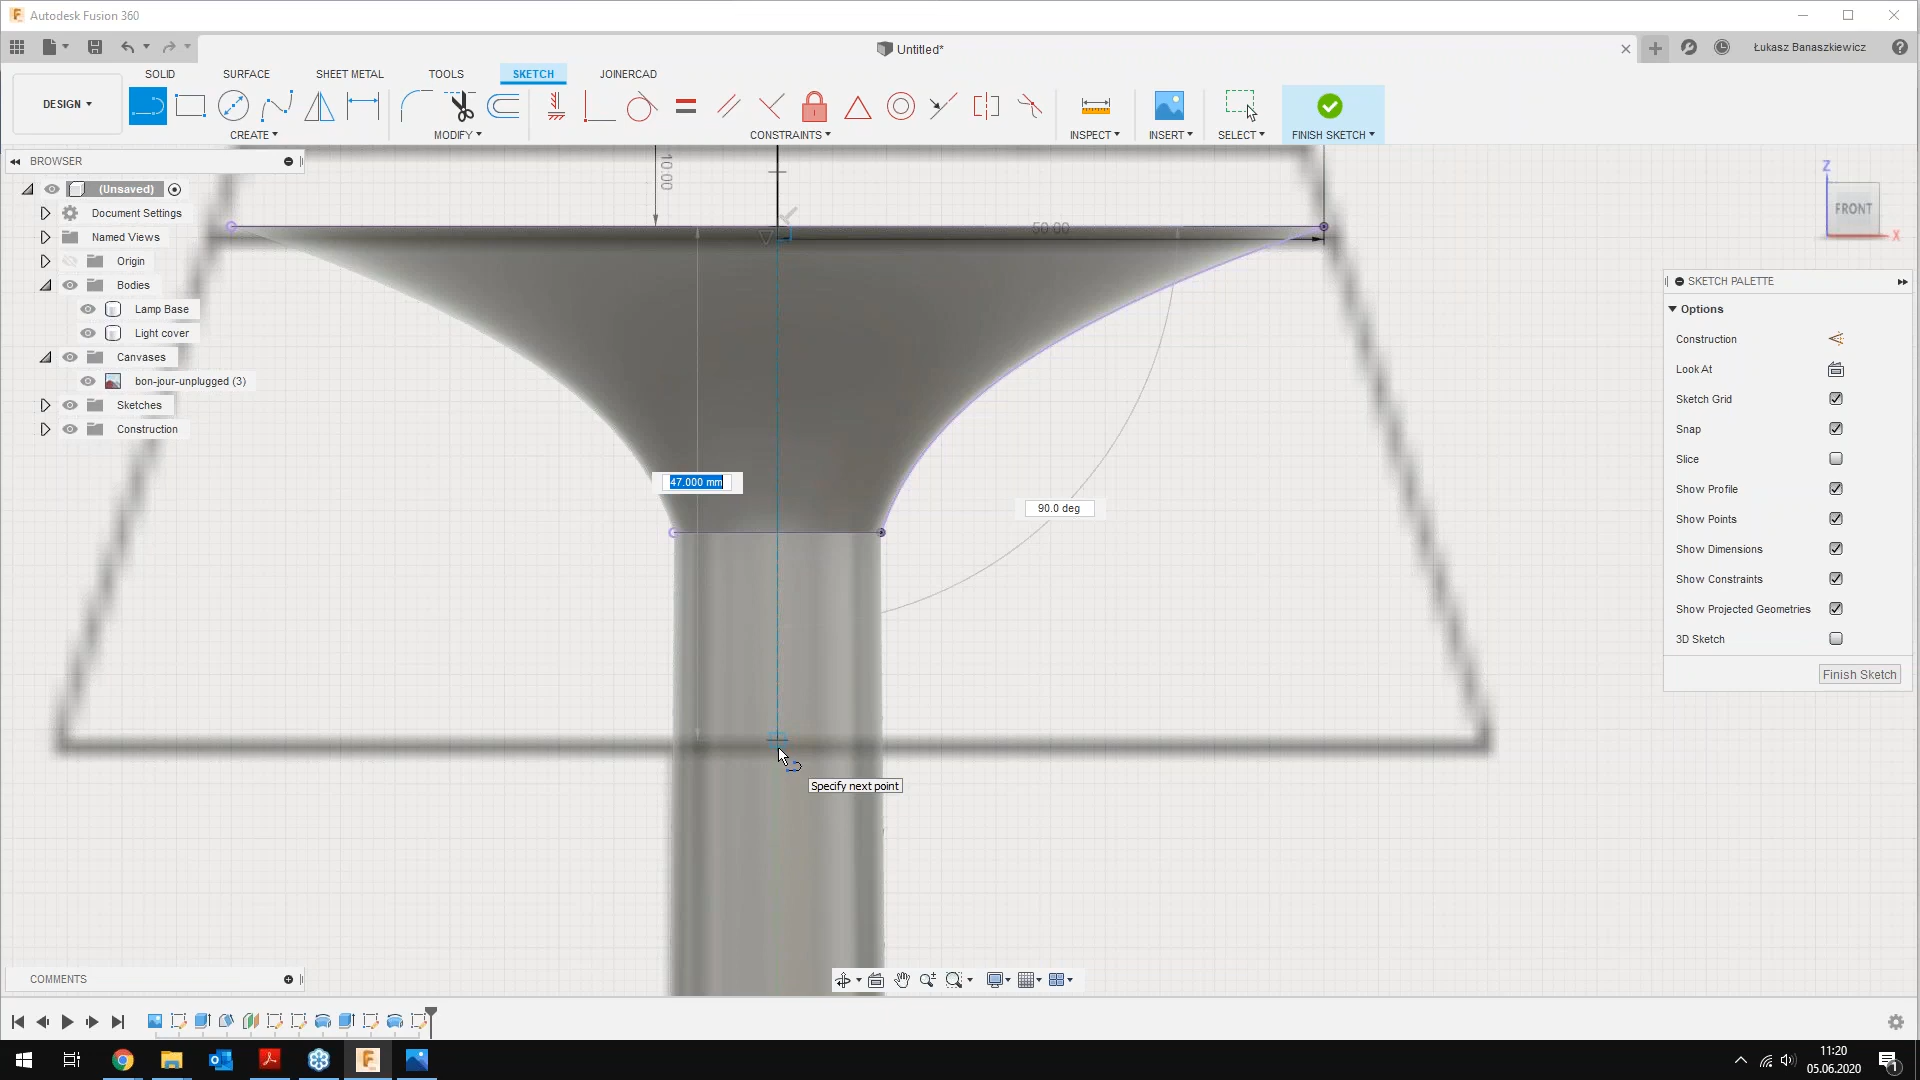 Autodesk Fusion 360
Untitled*
Łukasz Banaszkiewicz
DESIGN
SOLID
SURFACE
SHEET METAL
TOOLS
SKETCH
JOINERCAD
CREATE
MODIFY
CONSTRAINTS
INSPECT
INSERT
SELECT
FINISH SKETCH
BROWSER
(Unsaved)
Document Settings
Named Views
Origin
Bodies
Lamp Base
Light cover
Canvases
bon-jour-unplugged (3)
Sketches
Construction
10.00
50.00
47.000 mm
90.0 deg
Specify next point
Z
FRONT
X
SKETCH PALETTE
Options
Construction
Look At
Sketch Grid
Snap
Slice
Show Profile
Show Points
Show Dimensions
Show Constraints
Show Projected Geometries
3D Sketch
Finish Sketch
COMMENTS
11:20
05.06.2020
1